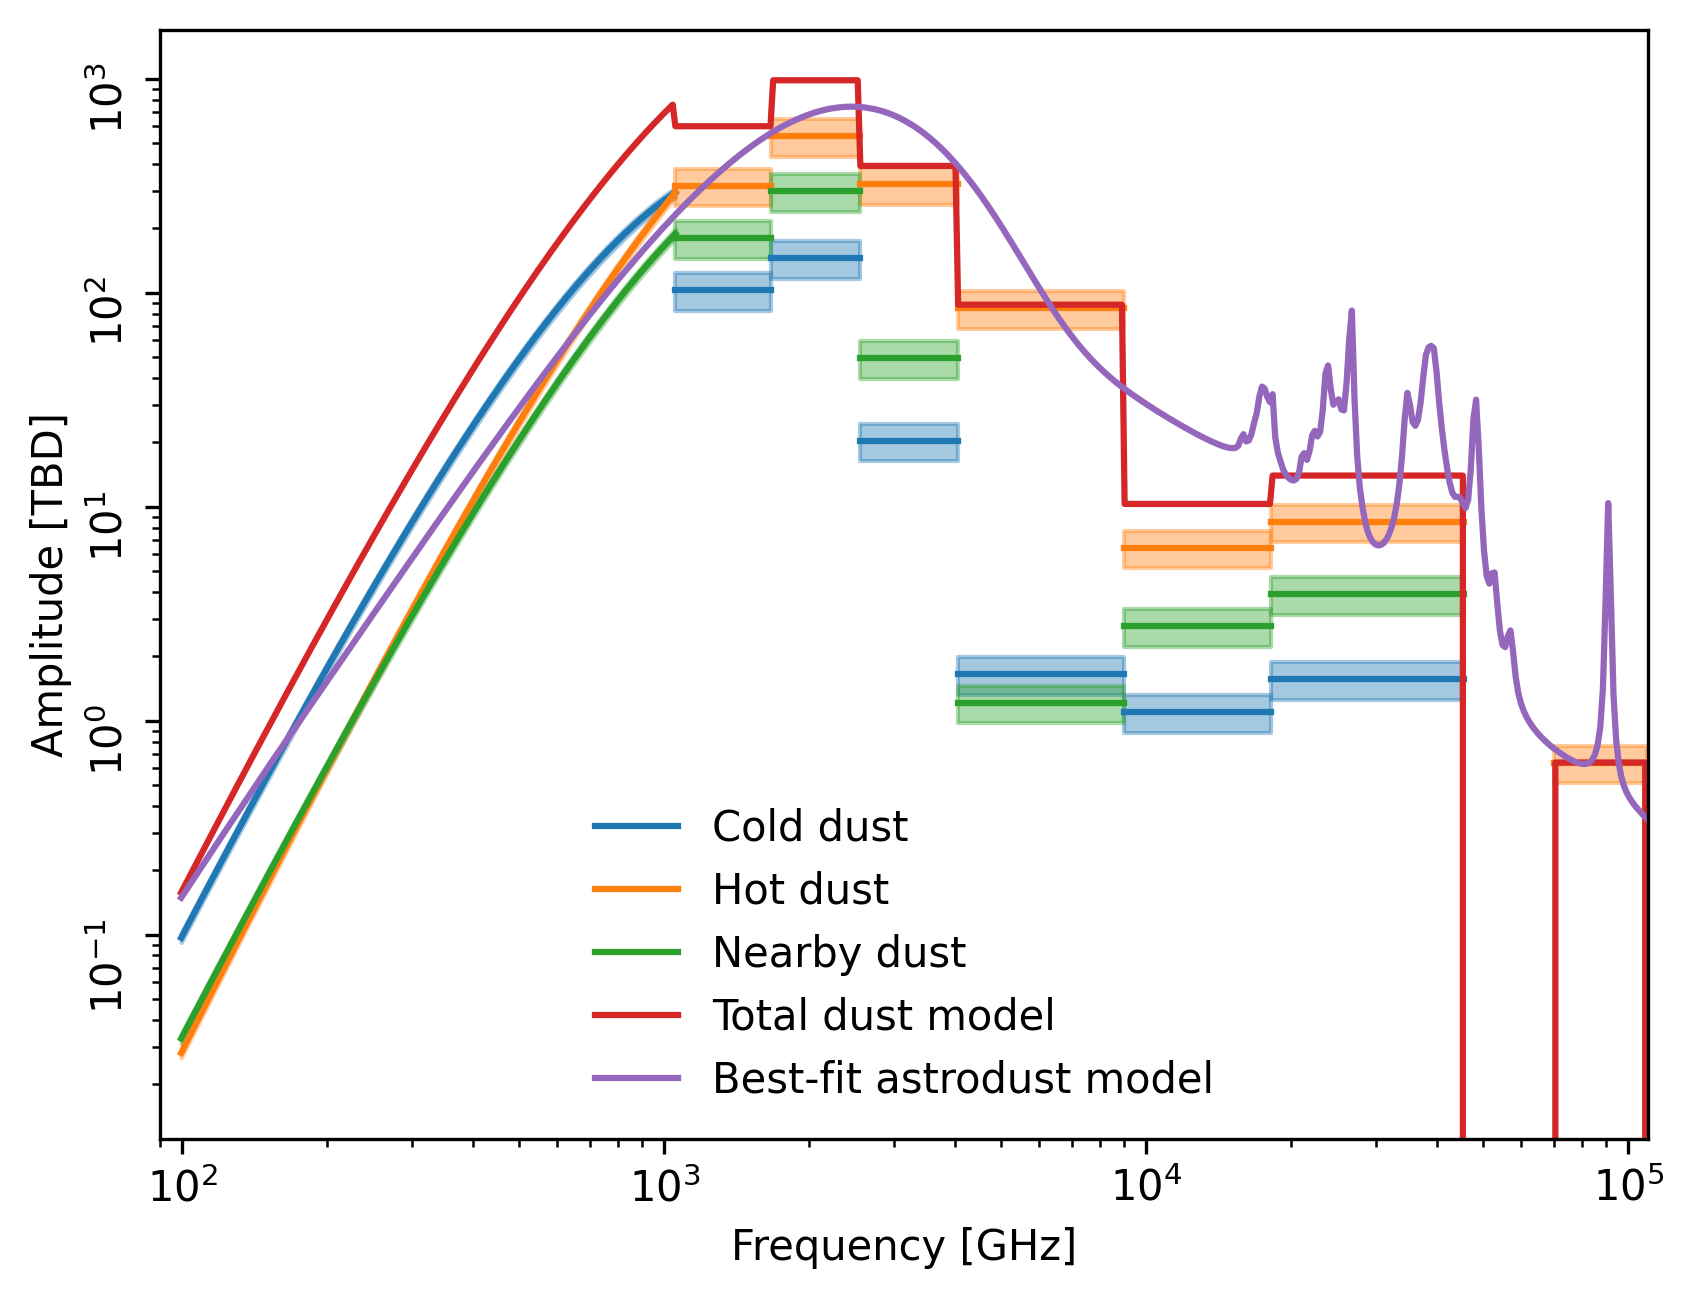 Amplitude [TBD]
10³
10²
10¹
10⁰
10⁻¹
Cold dust
Hot dust
Nearby dust
Total dust model
Best-fit astrodust model
10² 10³ 10⁴ 10⁵
Frequency [GHz]